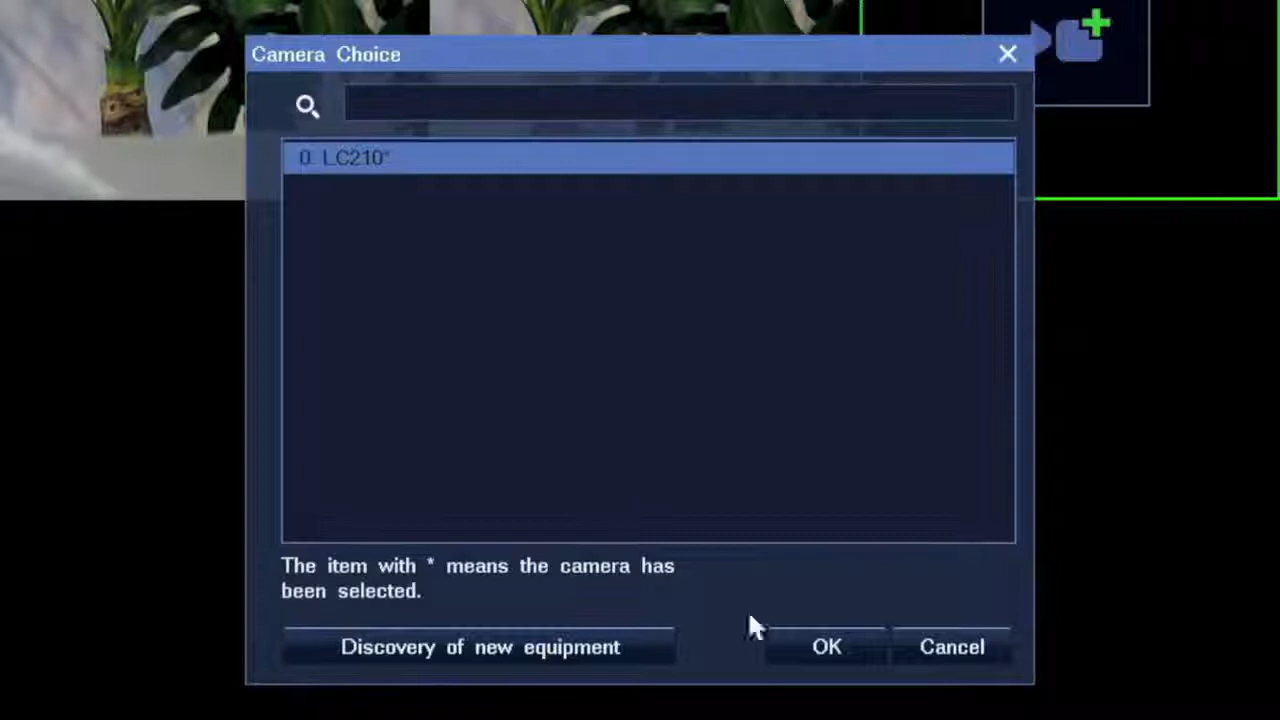 Camera Choice
0. LC210*
The item with * means the camera has
been selected.
Discovery of new equipment
OK
Cancel